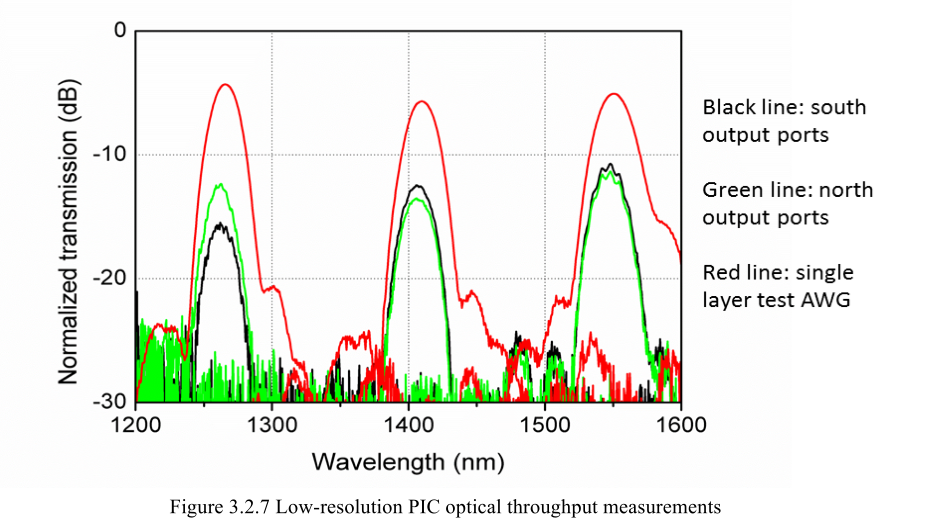 0
-10
-20
-30
Normalized transmission (dB)
1200
1300
1400
1500
1600
Wavelength (nm)
Black line: south
output ports
Green line: north
output ports
Red line: single
layer test AWG
Figure 3.2.7 Low-resolution PIC optical throughput measurements